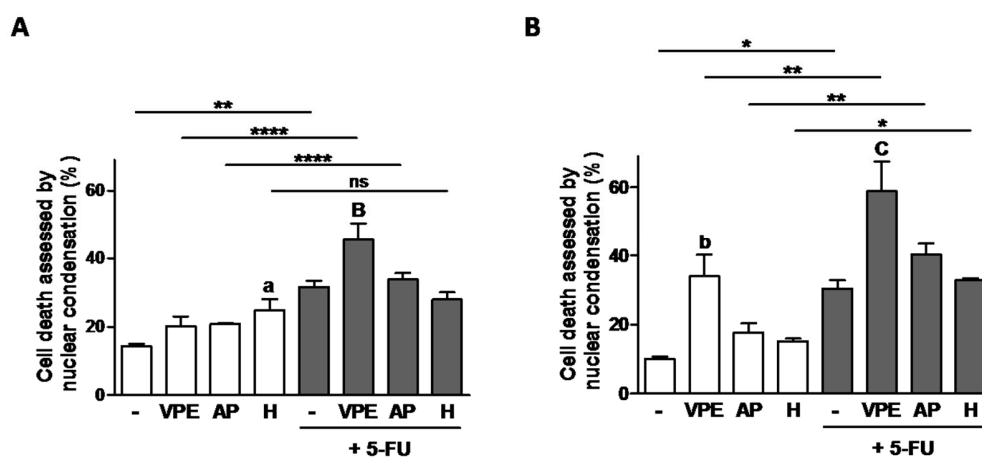 A
**
****
****
ns
Cell death assessed by
nuclear condensation (%)
60
40
20
0
a
B
- VPE AP H - VPE AP H
+ 5-FU
B
*
**
**
*
Cell death assessed by
nuclear condensation (%)
60
40
20
0
b
C
- VPE AP H - VPE AP H
+ 5-FU